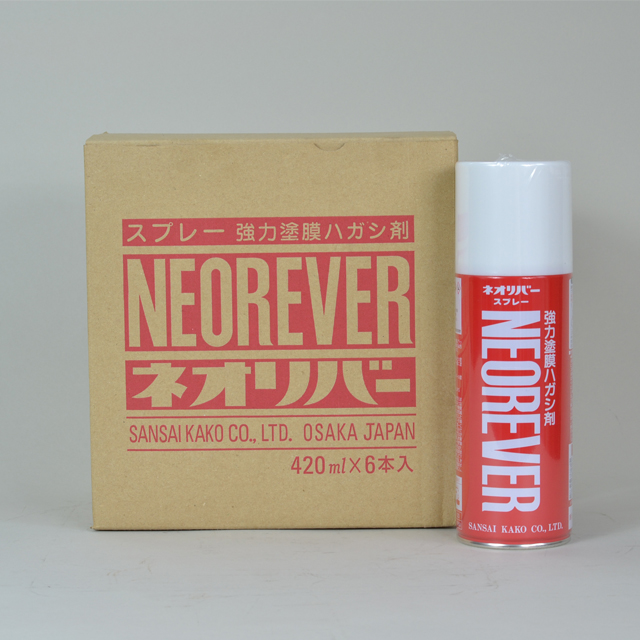 スプレー 強力塗膜ハガシ剤
NEOREVER
ネオリバー
SANSAI KAKO CO., LTD. OSAKA JAPAN
420ml×6本入
ネオリバー
スプレー
強力塗膜ハガシ剤
NEOREVER
SANSAI KAKO CO., LTD.